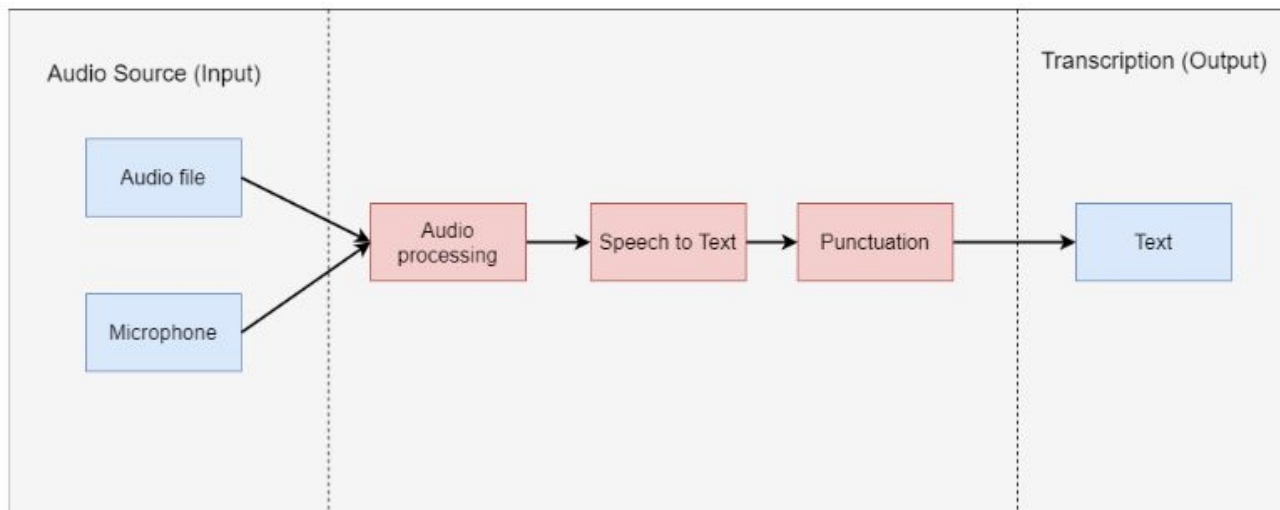 Audio Source (Input)
Transcription (Output)
Audio file
Microphone
Audio
processing
Speech to Text
Punctuation
Text